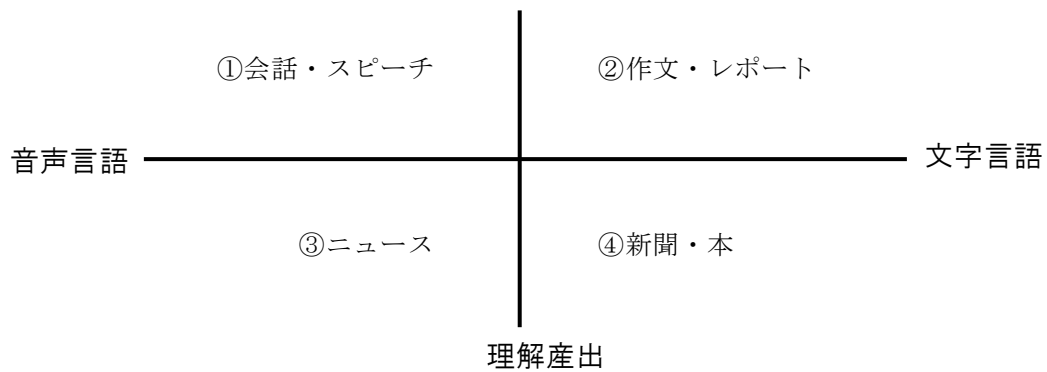 ①会話・スピーチ
②作文・レポート
音声言語
文字言語
③ニュース
④新聞・本
理解産出